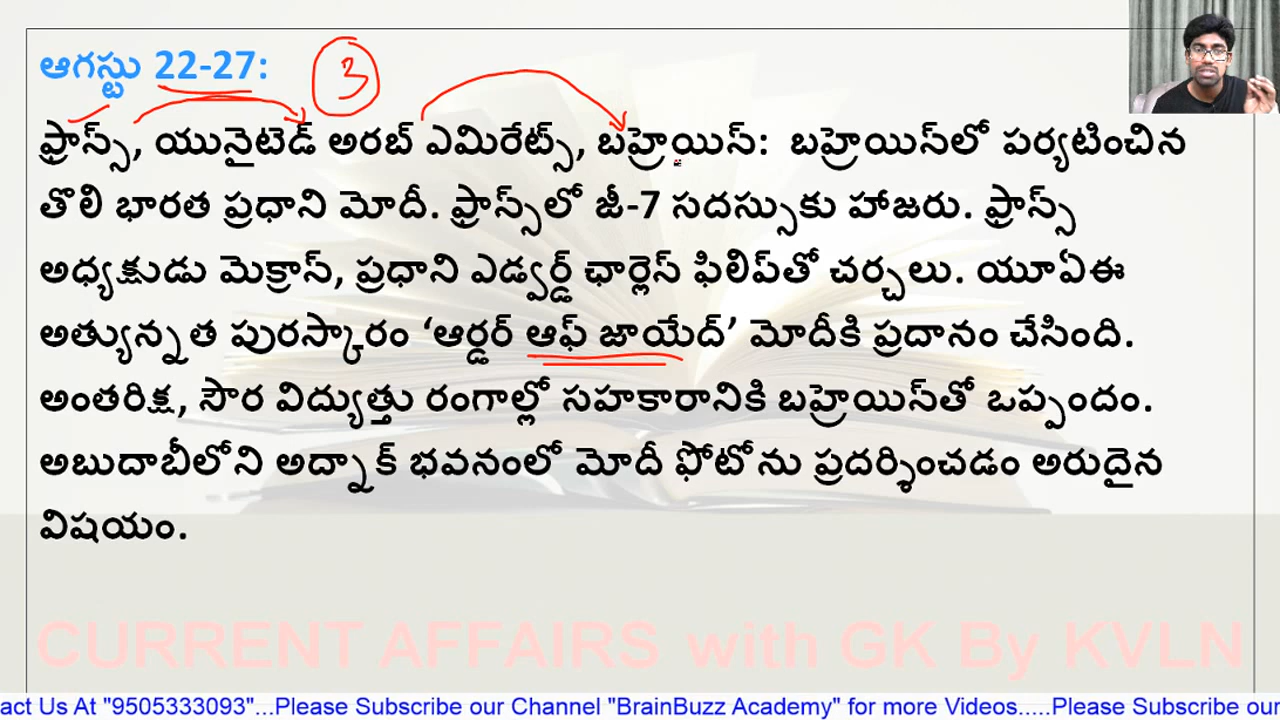 ఆగస్టు 22-27:
3
ఫ్రాన్స్, యునైటెడ్ అరబ్ ఎమిరేట్స్, బహ్రెయిన్: బహ్రెయిన్‌లో పర్యటించిన
తొలి భారత ప్రధాని మోదీ. ఫ్రాన్స్‌లో జీ-7 సదస్సుకు హాజరు. ఫ్రాన్స్
అధ్యక్షుడు మెక్రాన్, ప్రధాని ఎడ్వర్డ్ ఛార్లెస్ ఫిలిప్‌తో చర్చలు. యూఏఈ
అత్యున్నత పురస్కారం ‘ఆర్డర్ ఆఫ్ జాయేద్’ మోదీకి ప్రదానం చేసింది.
అంతరిక్ష, సౌర విద్యుత్తు రంగాల్లో సహకారానికి బహ్రెయిన్‌తో ఒప్పందం.
అబుదాబీలోని అద్నాక్ భవనంలో మోదీ ఫోటోను ప్రదర్శించడం అరుదైన
విషయం.
CURRENT AFFAIRS with GK By KVLN
act Us At "9505333093"...Please Subscribe our Channel "BrainBuzz Academy" for more Videos.....Please Subscribe our